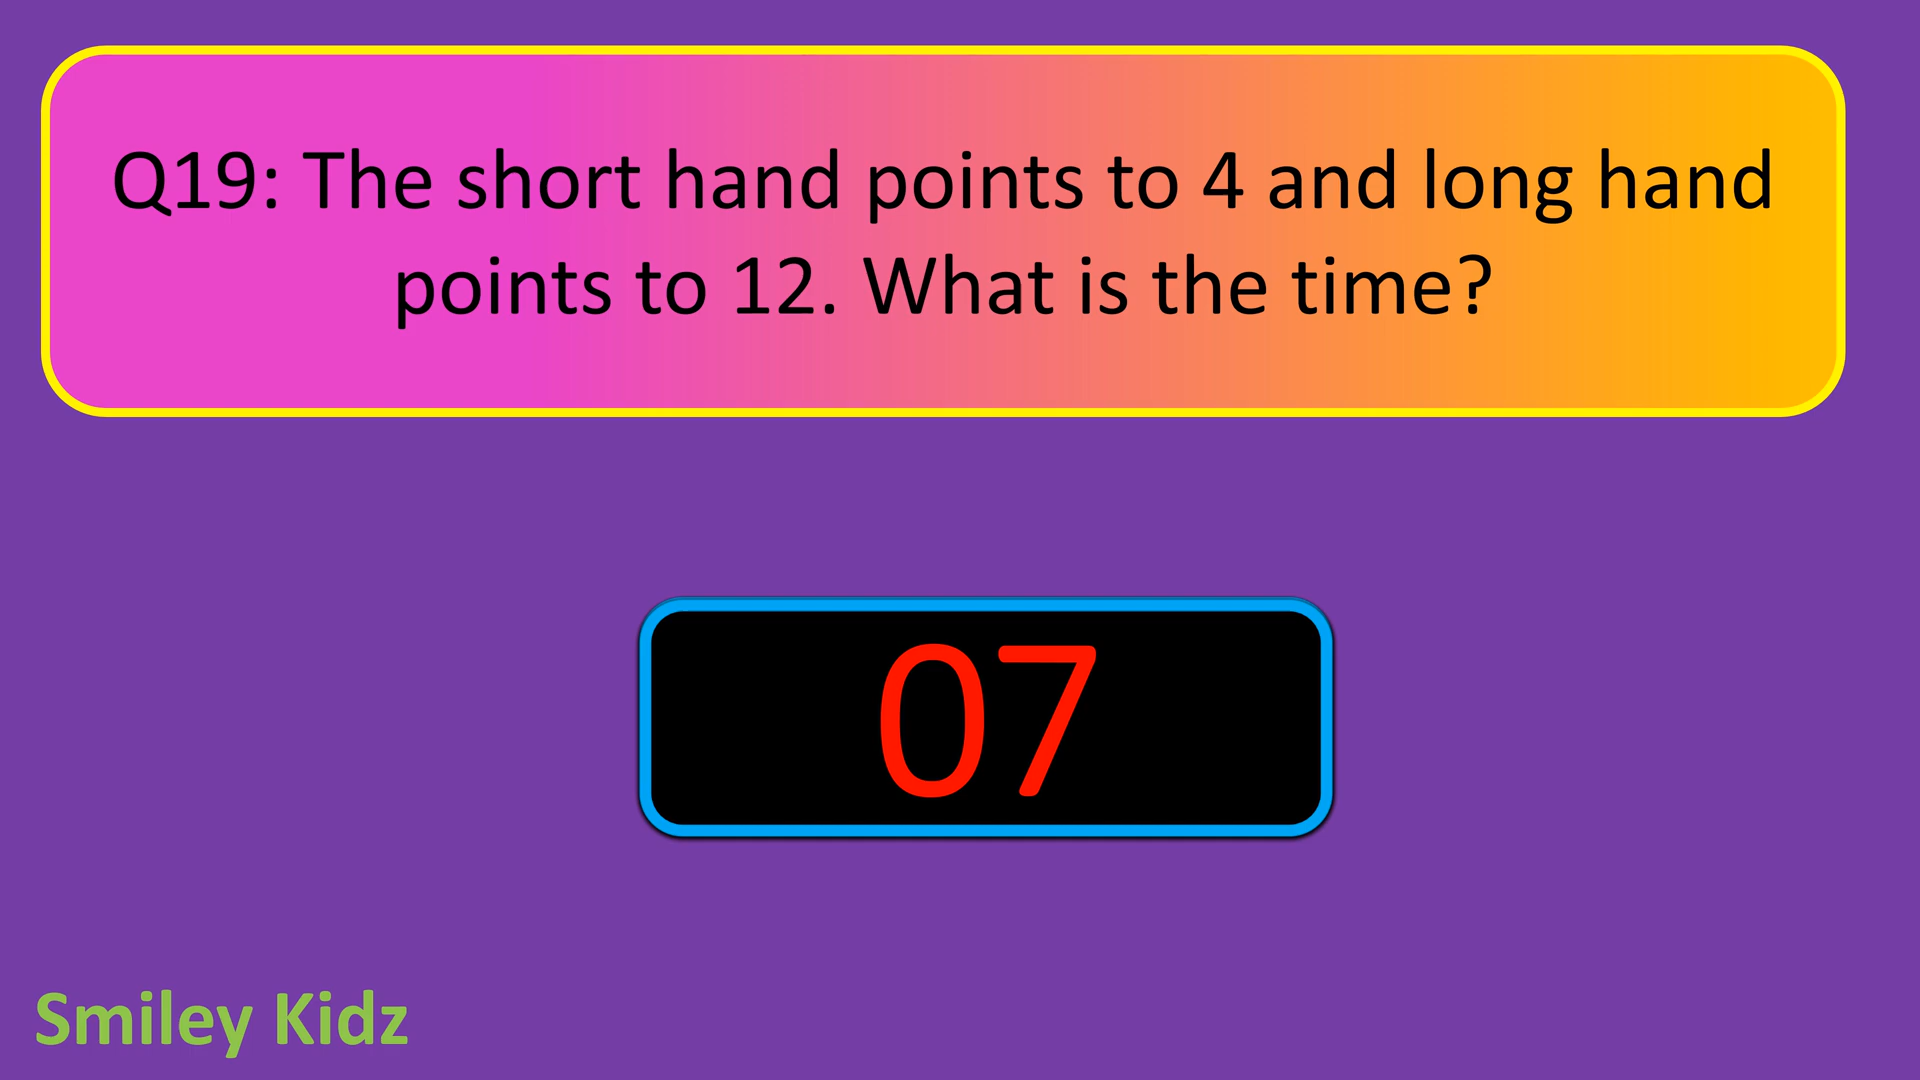 Q19: The short hand points to 4 and long hand
points to 12. What is the time?
07
Smiley Kidz